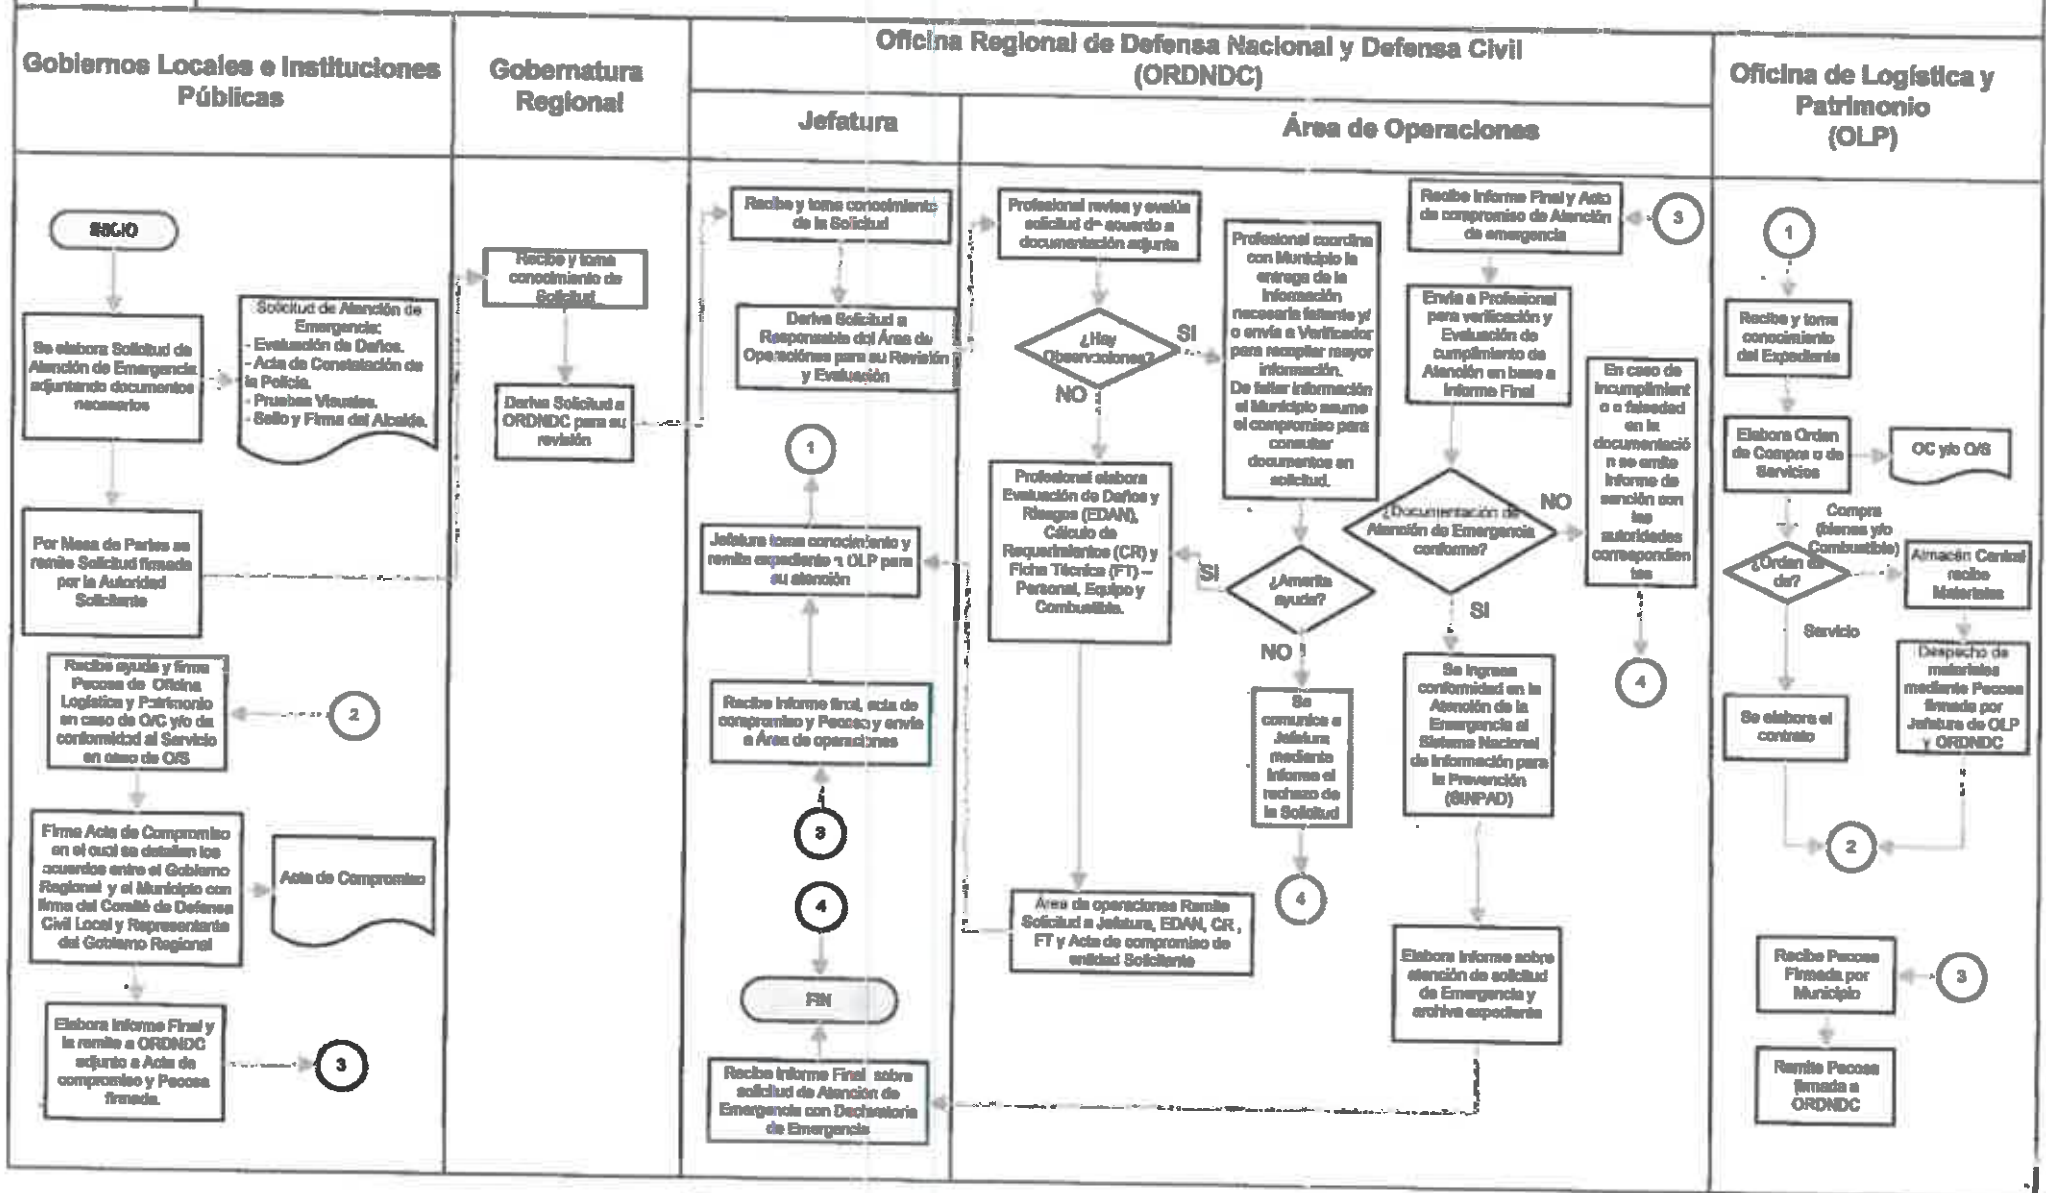 Gobiernos Locales e Instituciones
Públicas
Gobernatura
Regional
Oficina Regional de Defensa Nacional y Defensa Civil
(ORDNDC)
Jefatura
Área de Operaciones
Oficina de Logística y
Patrimonio
(OLP)
INICIO
Se elabora Solicitud de
Atención de Emergencia
adjuntando documentos
necesarios
Solicitud de Atención de
Emergencia:
- Evaluación de Daños.
- Acta de Constatación de
la Policía.
- Pruebas Visuales.
- Sello y Firma del Alcalde.
Por Mesa de Partes se
remite Solicitud firmada
por la Autoridad
Solicitante
Recibe ayuda y firma
Pecosa de Oficina
Logística y Patrimonio
en caso de O/C y/o da
conformidad al Servicio
en caso de O/S
2
Firma Acta de Compromiso
en el cual se detallen los
acuerdos entre el Gobierno
Regional y el Municipio con
firma del Comité de Defensa
Civil Local y Representante
del Gobierno Regional
Acta de Compromiso
Elabora Informe Final y
la remite a ORDNDC
adjunto a Acta de
compromiso y Pecosa
firmada.
3
Recibe y toma
conocimiento de
Solicitud
Deriva Solicitud a
ORDNDC para su
revisión
Recibe y toma conocimiento
de la Solicitud
Deriva Solicitud a
Responsable del Área de
Operaciones para su Revisión
y Evaluación
1
Jefatura toma conocimiento y
remite expediente a OLP para
su atención
Recibe Informe final, acta de
compromiso y Pecosa y envía
a Área de operaciones
3
4
FIN
Recibe Informe Final sobre
solicitud de Atención de
Emergencia con Declaratoria
de Emergencia
Profesional revisa y evalúa
solicitud de acuerdo a
documentación adjunta
¿Hay
Observaciones?
SI
NO
Profesional elabora
Evaluación de Daños y
Riesgos (EDAN),
Cálculo de
Requerimientos (CR) y
Ficha Técnica (FT) –
Personal, Equipo y
Combustible.
Área de operaciones Remite
Solicitud a Jefatura, EDAN, CR,
FT y Acta de compromiso de
entidad Solicitante
Profesional coordina
con Municipio la
entrega de la
Información
necesaria faltante y/
o envía a Verificador
para recopilar mayor
información.
De faltar información
el Municipio asume
el compromiso para
consultar
documentos en
solicitud.
¿Amerita
ayuda?
SI
NO
Se
comunica a
Jefatura
mediante
Informe el
rechazo de
la Solicitud
4
Recibe Informe Final y Acta
de compromiso de Atención
de emergencia
3
Envía a Profesional
para verificación y
Evaluación de
cumplimiento de
Atención en base a
Informe Final
¿Documentación de
Atención de Emergencia
conforme?
NO
SI
En caso de
incumplimient
o o falsedad
en la
documentació
n se emite
Informe de
sanción con
las
autoridades
correspondien
tes
4
Se ingresa
conformidad en la
Atención de la
Emergencia al
Sistema Nacional
de Información para
la Prevención
(SINPAD)
Elabora Informe sobre
atención de solicitud
de Emergencia y
archiva expediente
1
Recibe y toma
conocimiento
del Expediente
Elabora Orden
de Compra o de
Servicios
OC y/o O/S
Compra
(bienes y/o
Combustible)
¿Orden es
de?
Servicio
Almacén Central
recibe
Materiales
Despacho de
materiales
mediante Pecosa
firmada por
Jefatura de OLP
y ORDNDC
Se elabora el
contrato
2
Recibe Pecosa
Firmada por
Municipio
3
Remite Pecosa
firmada a
ORDNDC